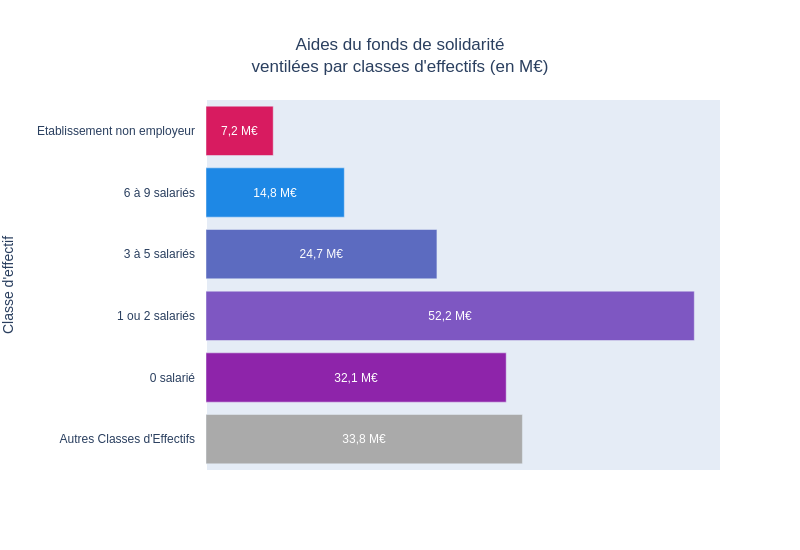 Aides du fonds de solidarité
ventilées par classes d'effectifs (en M€)
Classe d'effectif
Etablissement non employeur
7,2 M€
6 à 9 salariés
14,8 M€
3 à 5 salariés
24,7 M€
1 ou 2 salariés
52,2 M€
0 salarié
32,1 M€
Autres Classes d'Effectifs
33,8 M€